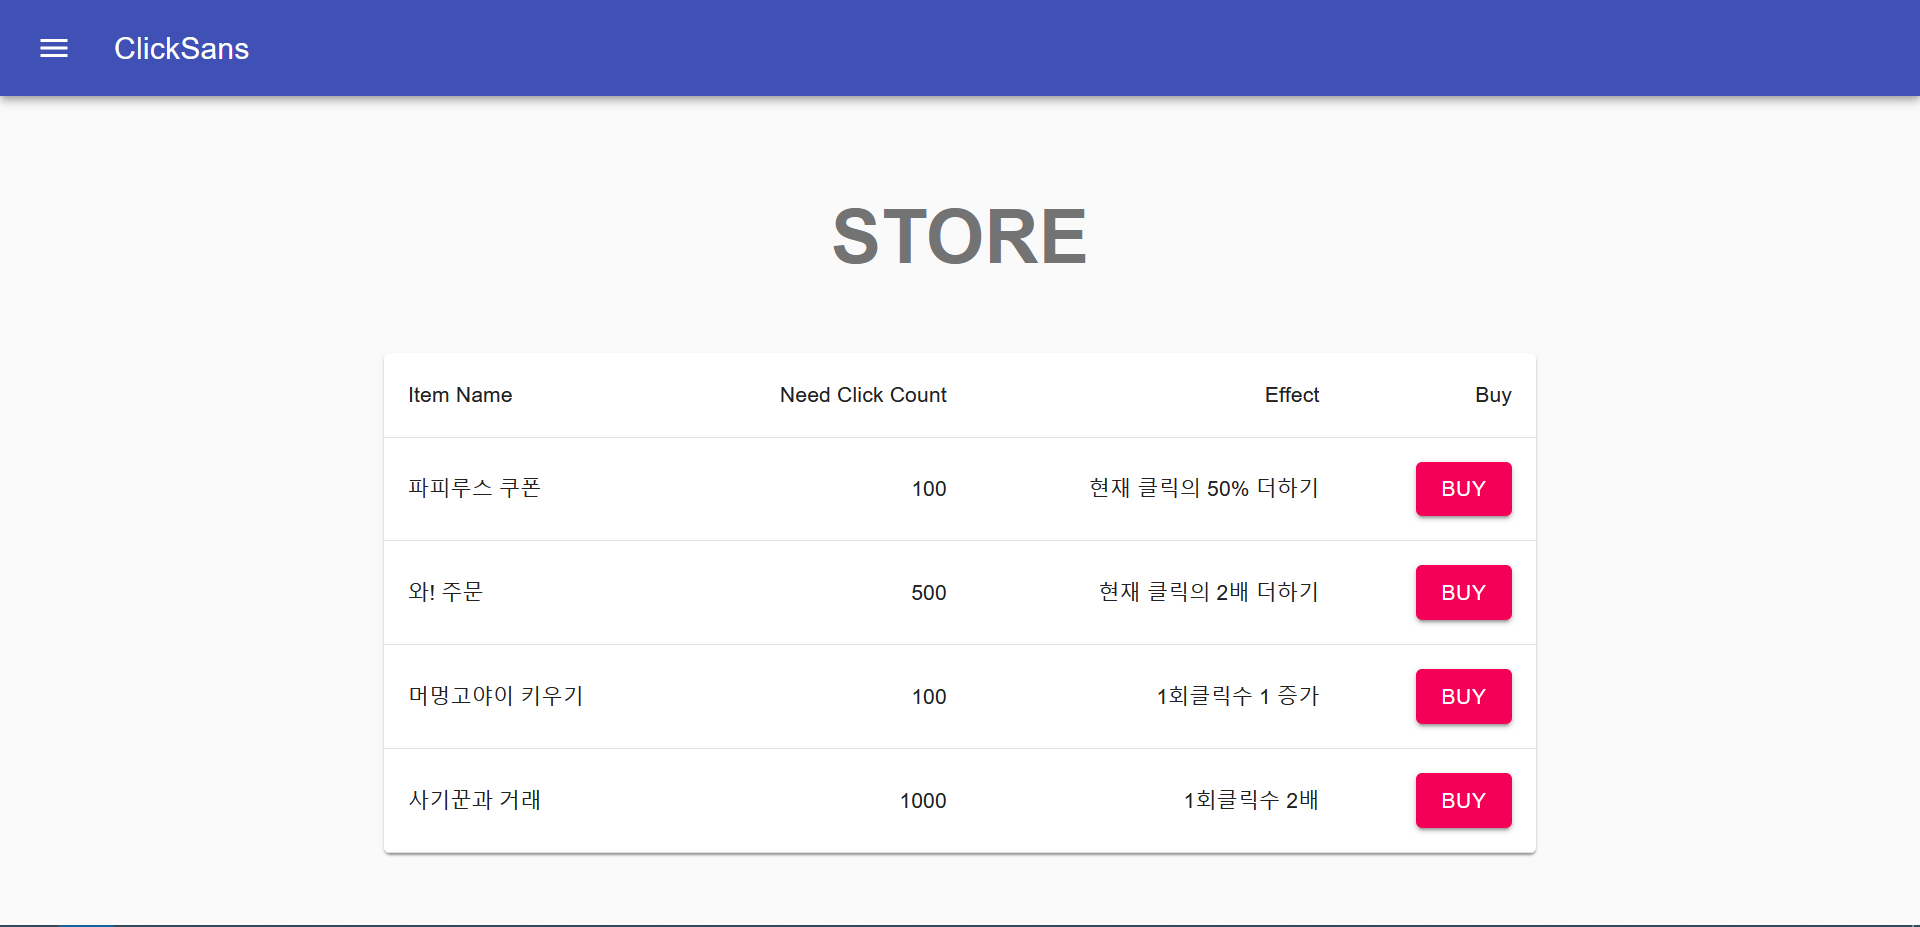 ClickSans
STORE
Item Name Need Click Count Effect Buy
파피루스 쿠폰 100 현재 클릭의 50% 더하기 BUY
와! 주문 500 현재 클릭의 2배 더하기 BUY
머멍고야이 키우기 100 1회클릭수 1 증가 BUY
사기꾼과 거래 1000 1회클릭수 2배 BUY